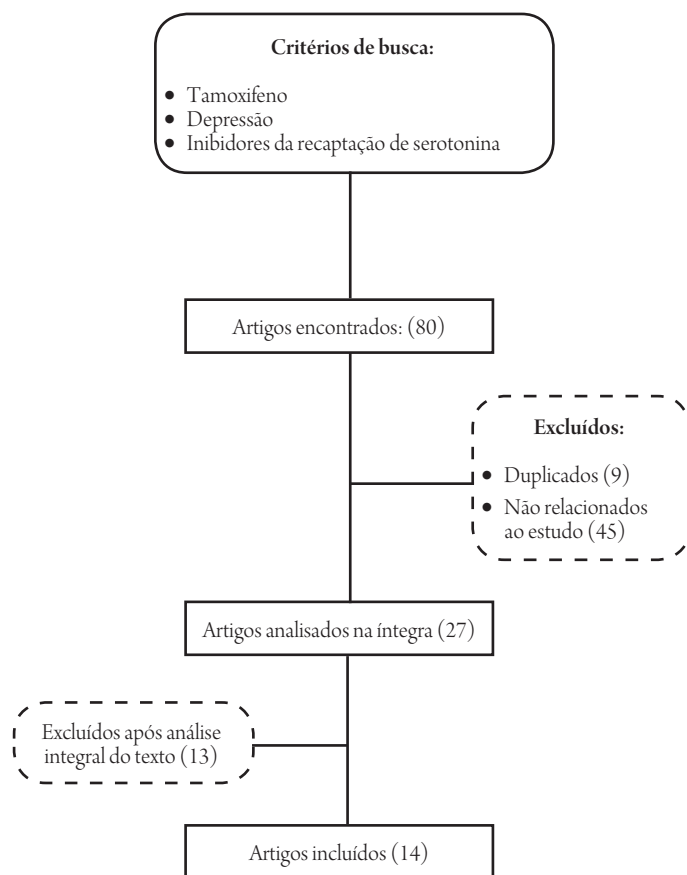 Critérios de busca:
• Tamoxifeno
• Depressão
• Inibidores da recaptação de serotonina
Artigos encontrados: (80)
Excluídos:
• Duplicados (9)
• Não relacionados
ao estudo (45)
Artigos analisados na íntegra (27)
Excluídos após análise
integral do texto (13)
Artigos incluídos (14)